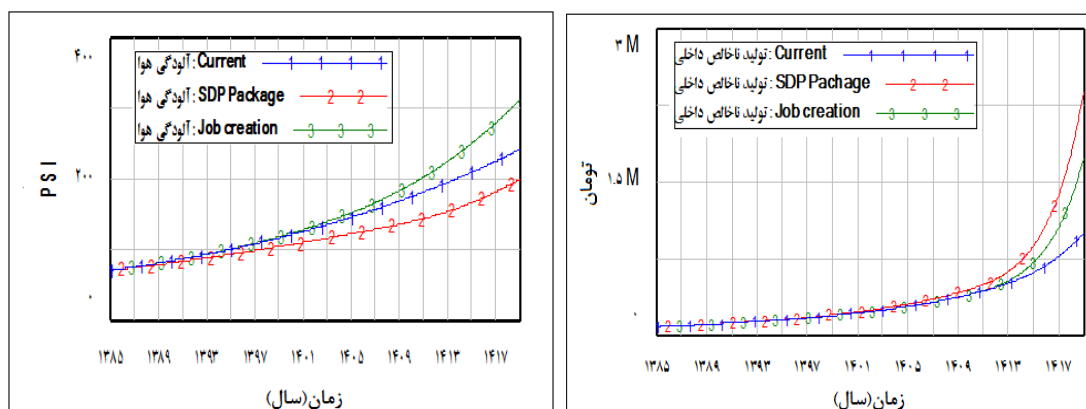 ۴۰۰
آلودگی هوا : Current
آلودگی هوا : SDP Package
آلودگی هوا : Job creation
PSI
۲۰۰
۰
۱۳۸۵ ۱۳۸۹ ۱۳۹۳ ۱۳۹۷ ۱۴۰۱ ۱۴۰۵ ۱۴۰۹ ۱۴۱۳ ۱۴۱۷
زمان(سال)
۳ M
تولید ناخالص داخلی : Current
تولید ناخالص داخلی : SDP Pachage
تولید ناخالص داخلی : Job creation
تومان
۱.۵ M
۰
۱۳۸۵ ۱۳۸۹ ۱۳۹۳ ۱۳۹۷ ۱۴۰۱ ۱۴۰۵ ۱۴۰۹ ۱۴۱۳ ۱۴۱۷
زمان(سال)